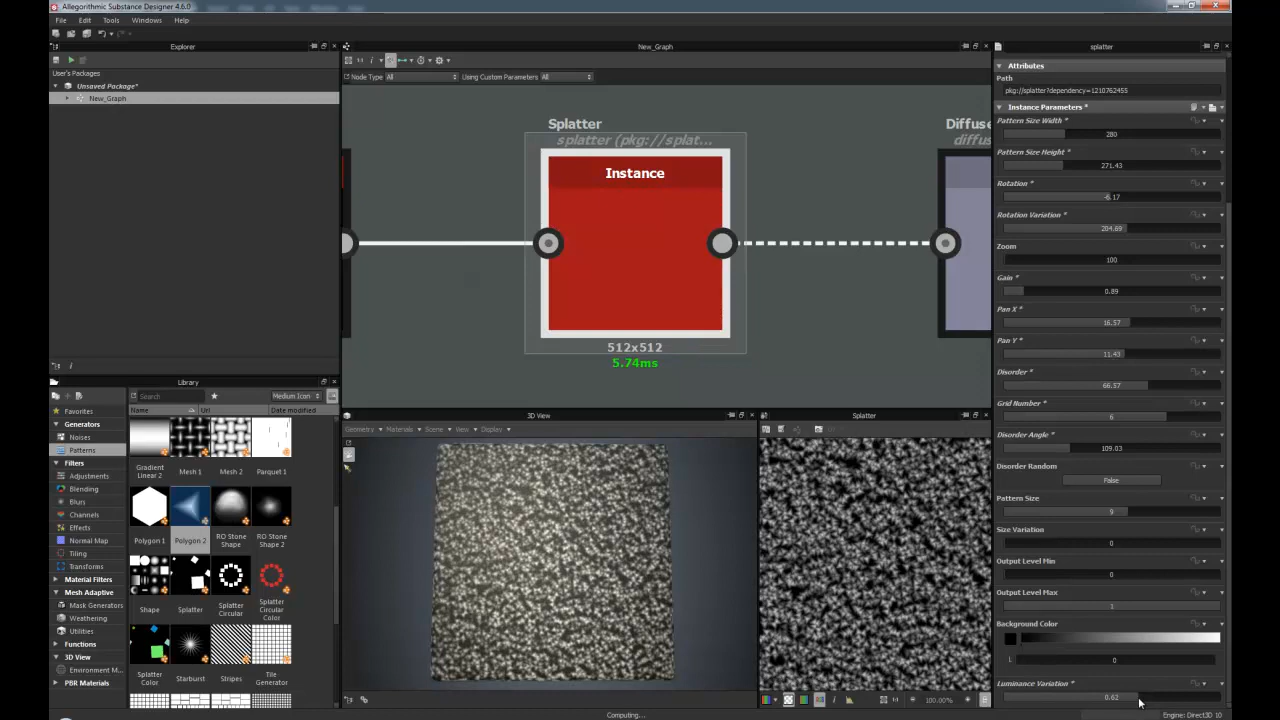 Allegorithmic Substance Designer 4.6.0
File Edit Tools Windows Help
Explorer
User's Packages
Unsaved Package*
New_Graph
New_Graph
Node Type All Using Custom Parameters All
Splatter
splatter (pkg://splat...
Instance
512x512
5.74ms
Diffuse
Library
Search Medium Icon
Name Url Date modified
Favorites
Generators
Noises
Patterns
Filters
Adjustments
Blending
Blurs
Channels
Effects
Normal Map
Tiling
Transforms
Material Filters
Mesh Adaptive
Mask Generators
Weathering
Utilities
Functions
3D View
Environment M...
PBR Materials
Gradient Linear 2
Mesh 1
Mesh 2
Parquet 1
Polygon 1
Polygon 2
RO Stone Shape
RO Stone Shape 2
Shape
Splatter
Splatter Circular
Splatter Circular Color
Splatter Color
Starburst
Stripes
Tile Generator
3D View
Geometry Materials Scene View Display
Splatter
100.00%
Computing...
splatter
Attributes
Path
pkg://splatter?dependency=1210762455
Instance Parameters *
Pattern Size Width *
280
Pattern Size Height *
271.43
Rotation *
-6.17
Rotation Variation *
204.69
Zoom
100
Gain *
0.89
Pan X *
16.57
Pan Y *
11.43
Disorder *
66.57
Grid Number *
6
Disorder Angle *
109.03
Disorder Random
False
Pattern Size
9
Size Variation
0
Output Level Min
0
Output Level Max
1
Background Color
L 0
Luminance Variation *
0.62
Engine: Direct3D 10